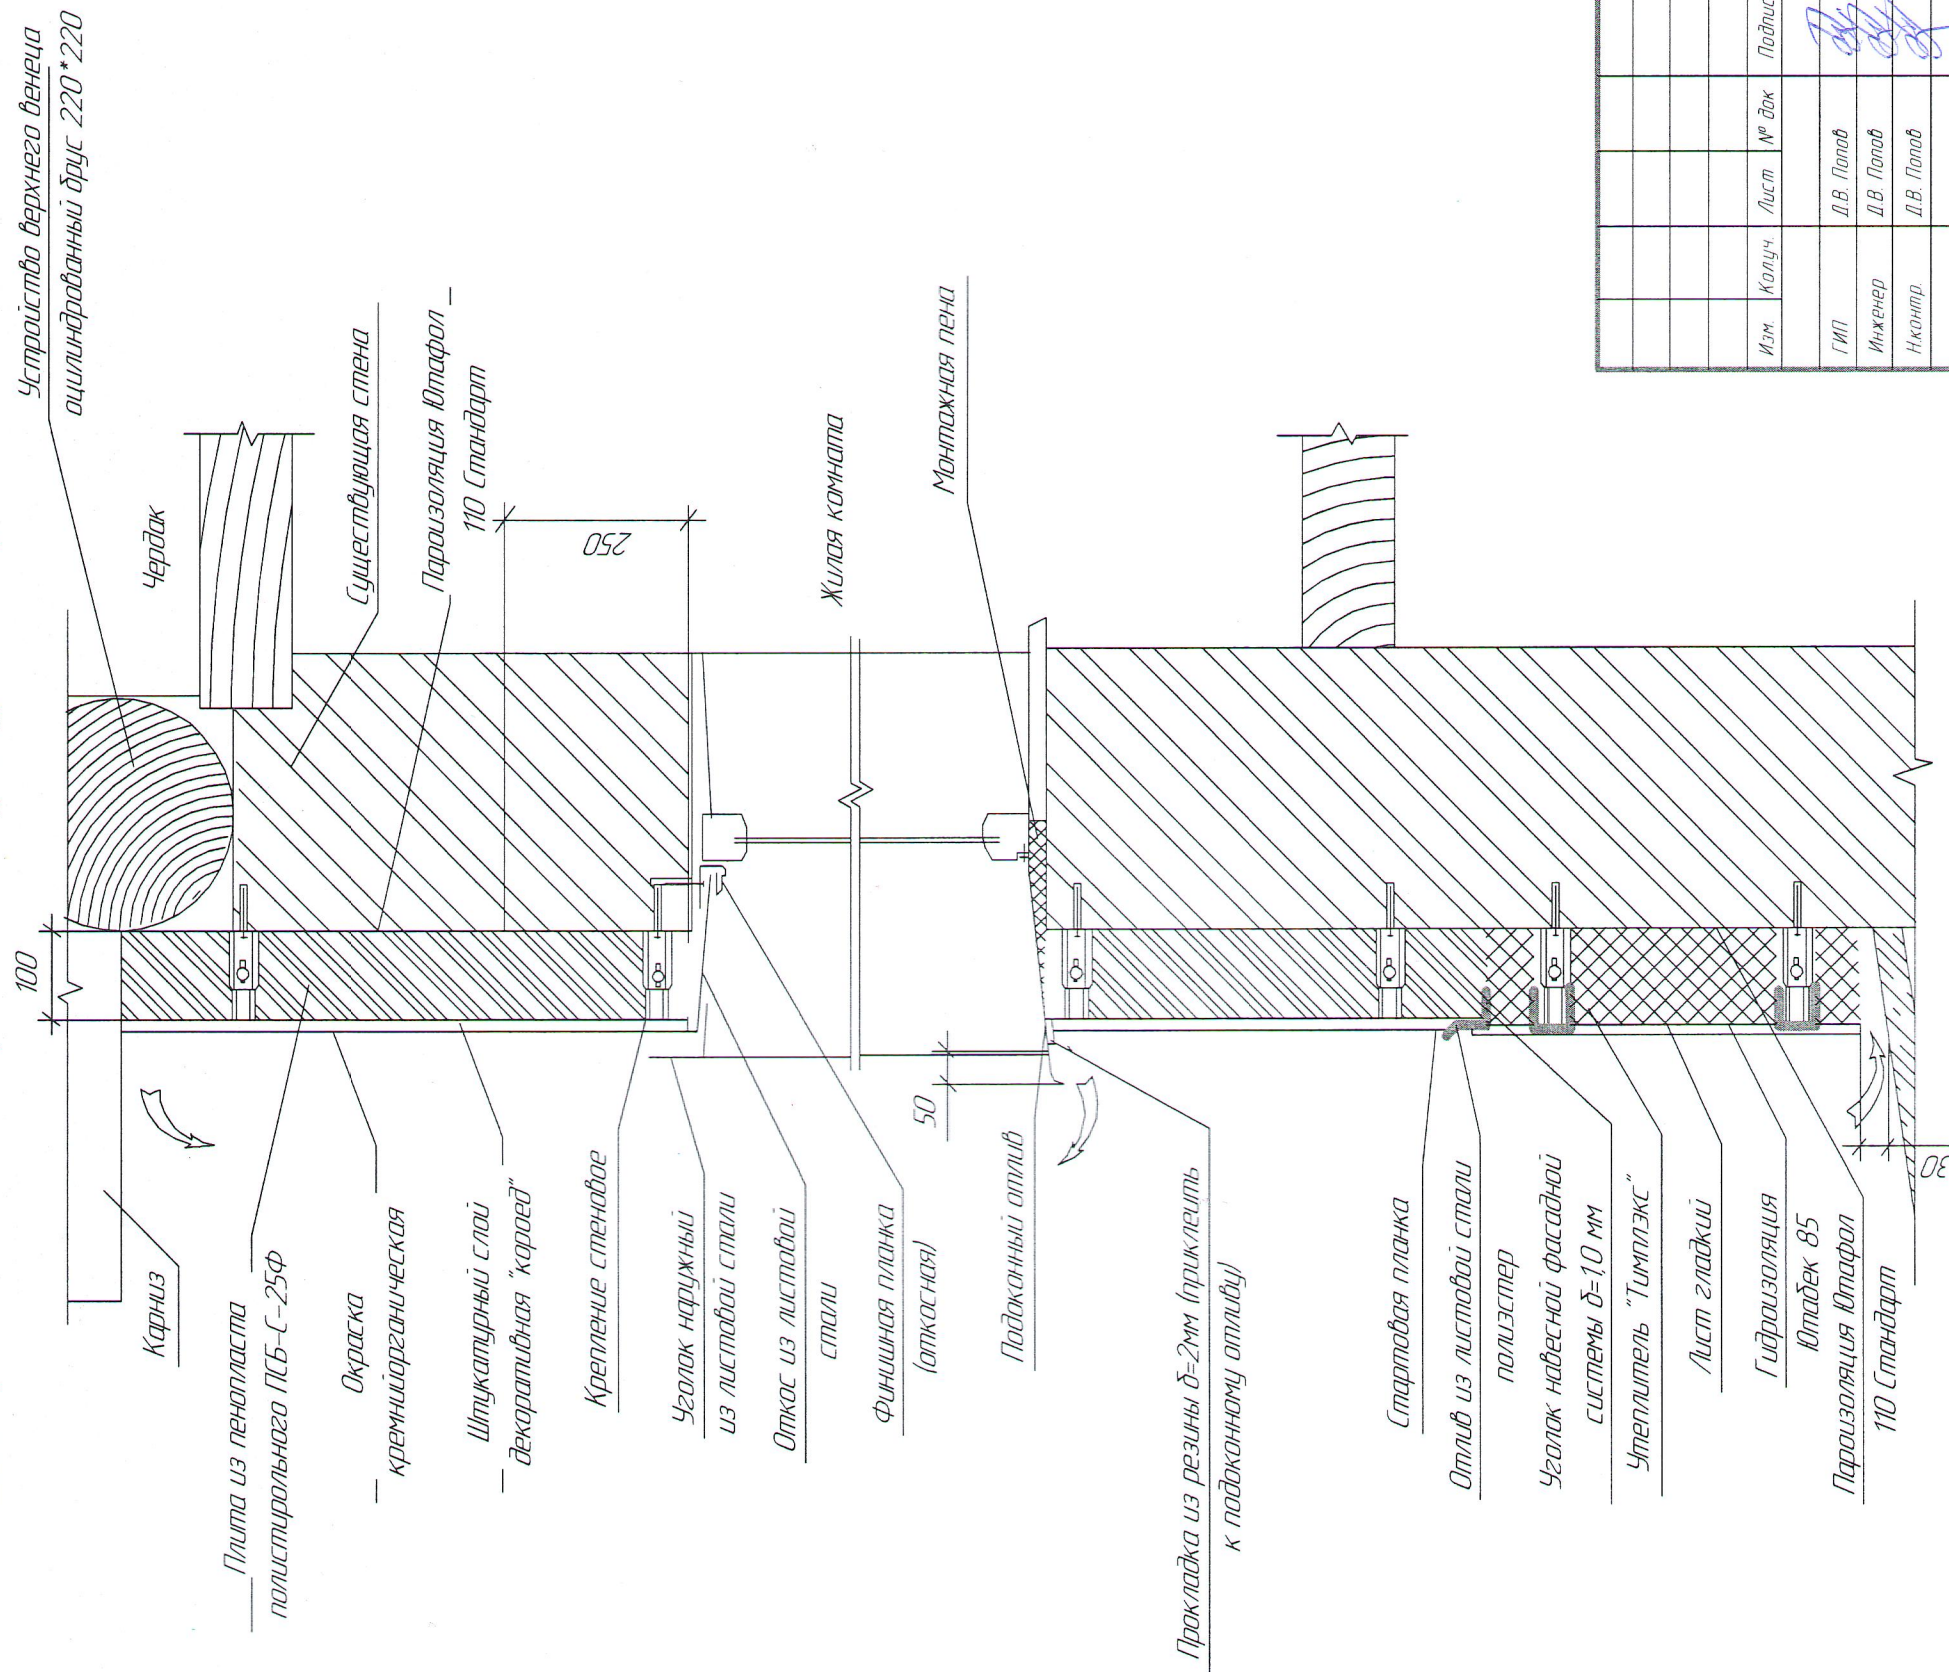 Устройство верхнего венца
оцилиндрованный брус 220*220
Чердак
Существующая стена
Пароизоляция Ютафол
110 Стандарт
250
Жилая комната
Монтажная пена
100
50
30
Карниз
Плита из пенопласта
полистирольного ПСБ-С-25Ф
Окраска
кремнийорганическая
Штукатурный слой
декоративная "короед"
Крепление стеновое
Уголок наружный
из листовой стали
Откос из листовой
стали
Финишная планка
(откосная)
Подоконный отлив
Прокладка из резины δ=2мм (приклеить
к подоконному отливу)
Стартовая планка
Отлив из листовой стали
полиэстер
Уголок навесной фасадной
системы δ=1,0 мм
Утеплитель "Тимплэкс"
Лист гладкий
Гидроизоляция
Ютабек 85
Пароизоляция Ютафол
110 Стандарт
Изм. Колуч. Лист № док Подпис
ГИП Д.В. Попов
Инженер Д.В. Попов
Н.контр. Д.В. Попов